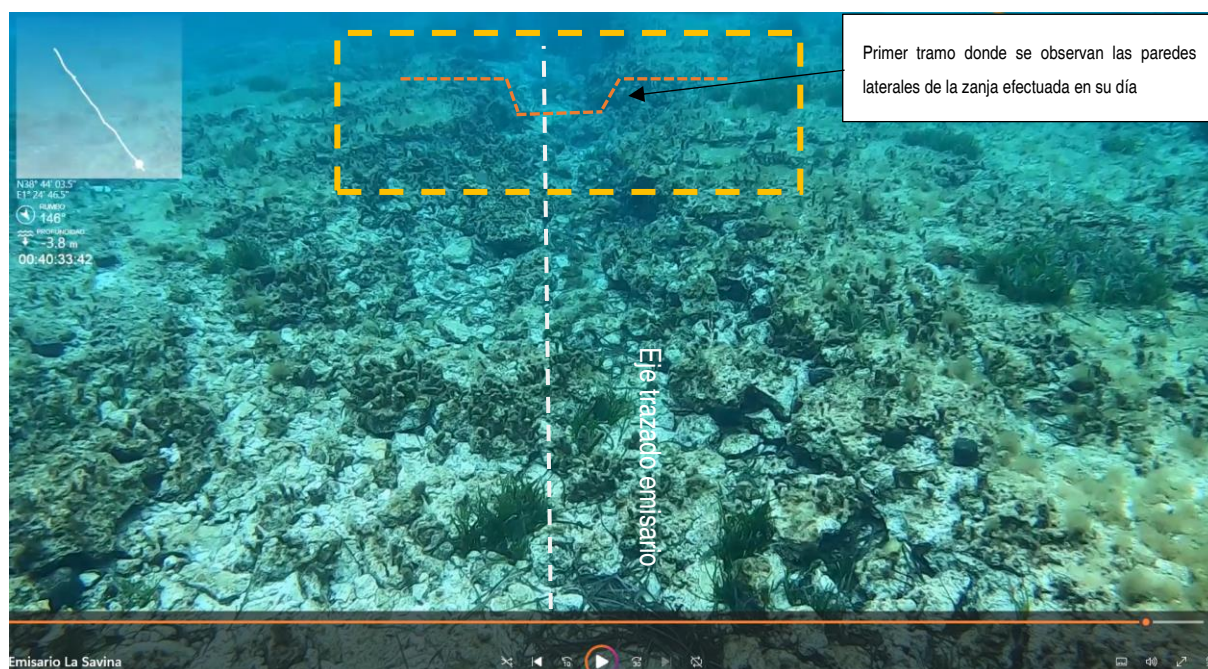 Primer tramo donde se observan las paredes
laterales de la zanja efectuada en su día
N38° 44' 03.5"
E1° 24' 46.5"
RUMBO
146°
PROFUNDIDAD
-3.8 m
00:40:33:42
Eje trazado emisario
Emisario La Savina